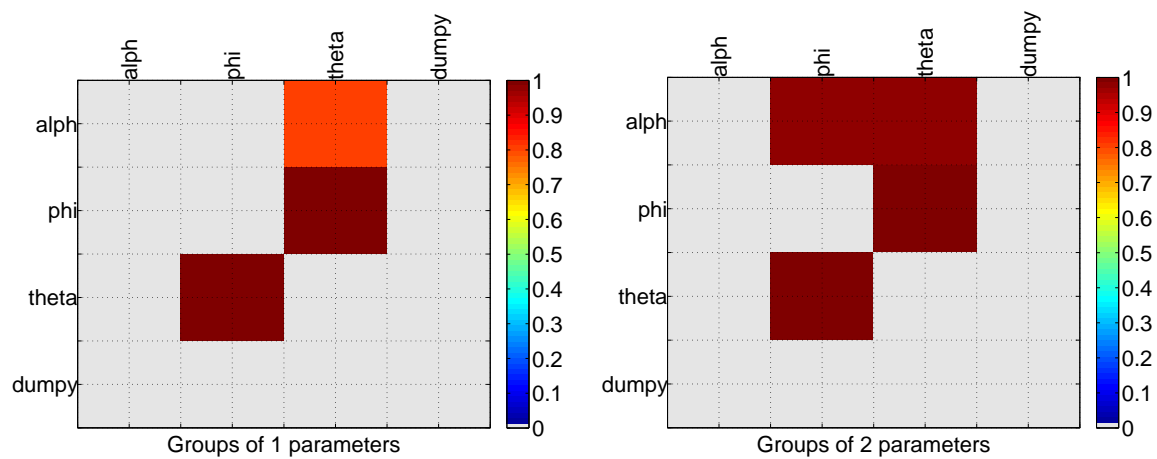 alph phi theta dumpy
alph
phi
theta
dumpy
1
0.9
0.8
0.7
0.6
0.5
0.4
0.3
0.2
0.1
0
Groups of 1 parameters
alph phi theta dumpy
alph
phi
theta
dumpy
1
0.9
0.8
0.7
0.6
0.5
0.4
0.3
0.2
0.1
0
Groups of 2 parameters